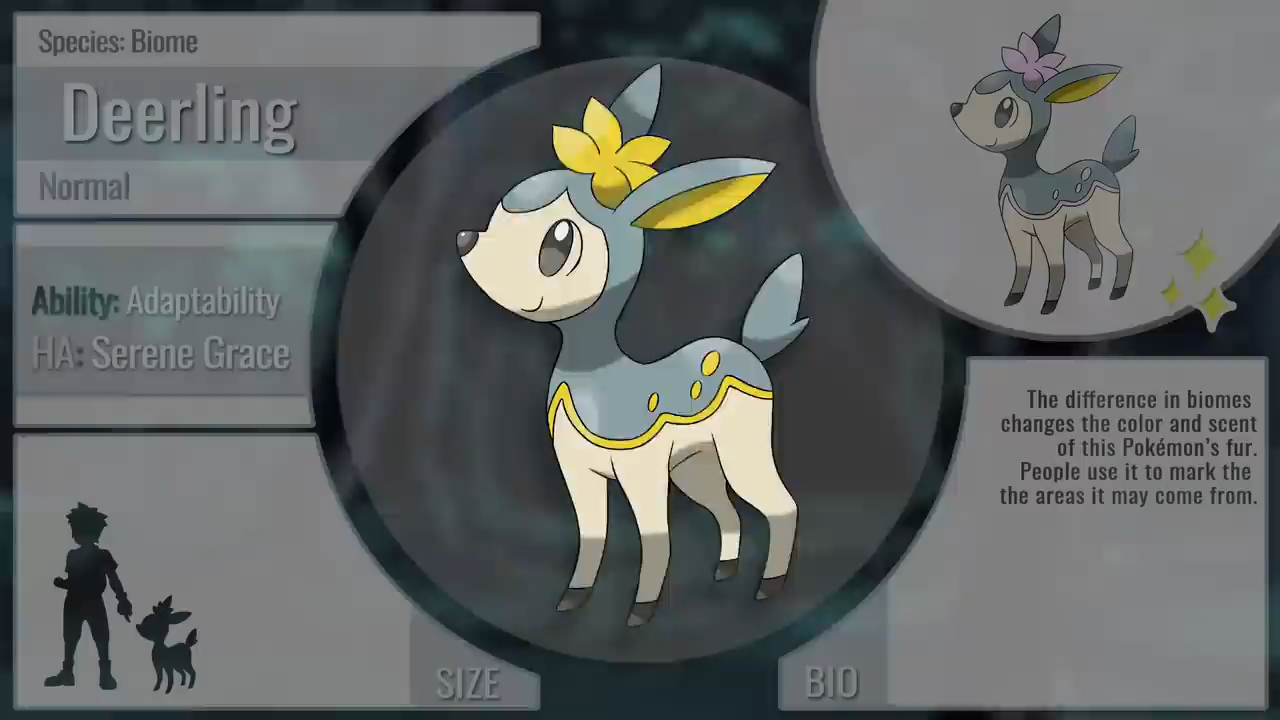 Species: Biome
Deerling
Normal
Ability: Adaptability
HA: Serene Grace
The difference in biomes
changes the color and scent
of this Pokémon's fur.
People use it to mark the
the areas it may come from.
SIZE
BIO